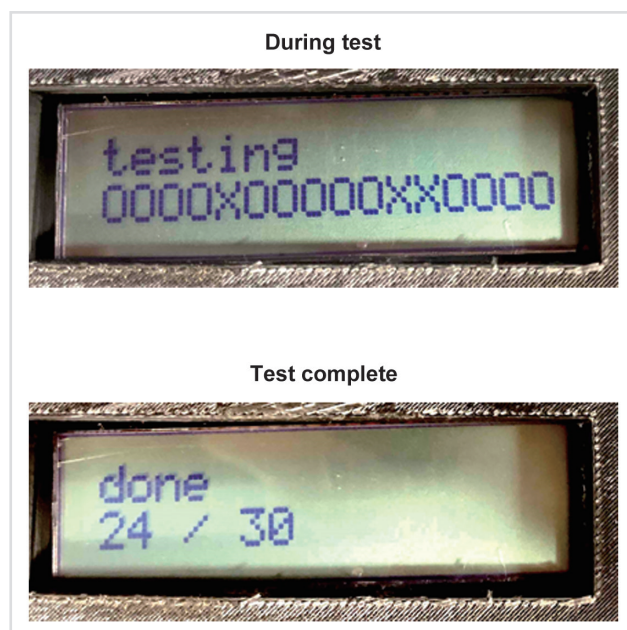 During test
testing
0000X00000XX0000
Test complete
done
24 / 30